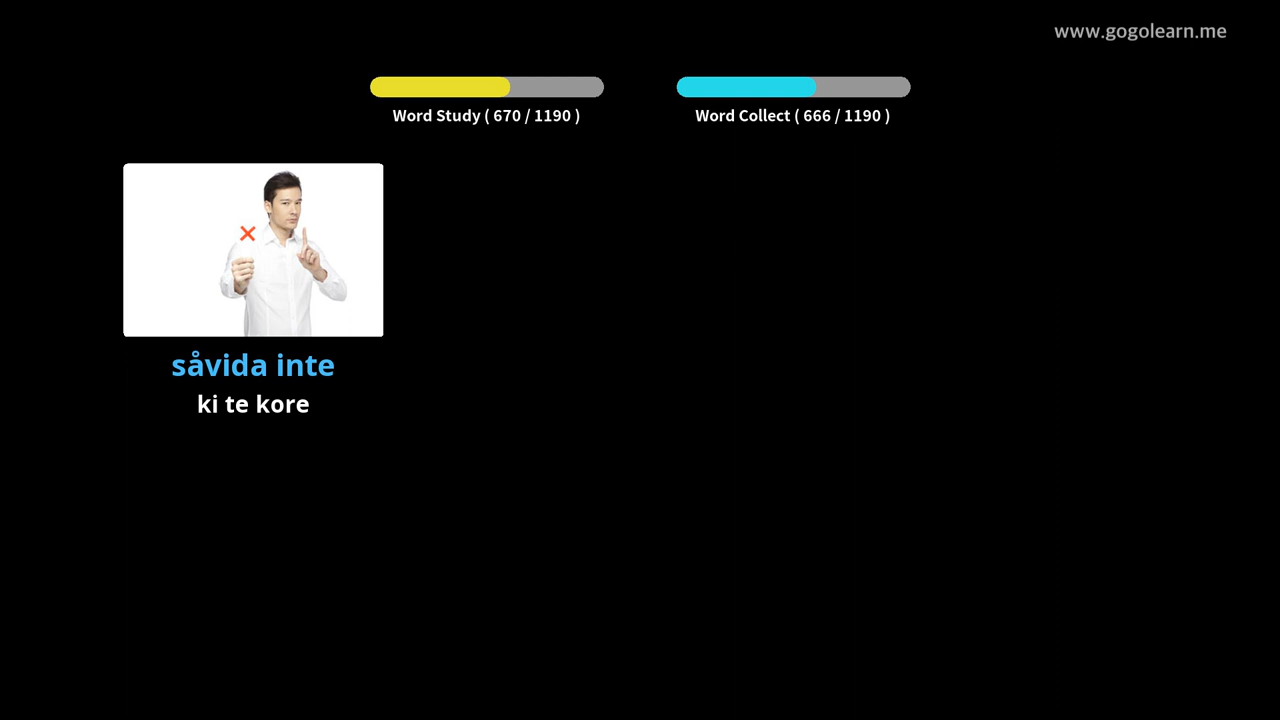 www.gogolearn.me
Word Study ( 670 / 1190 )
Word Collect ( 666 / 1190 )
såvida inte
ki te kore